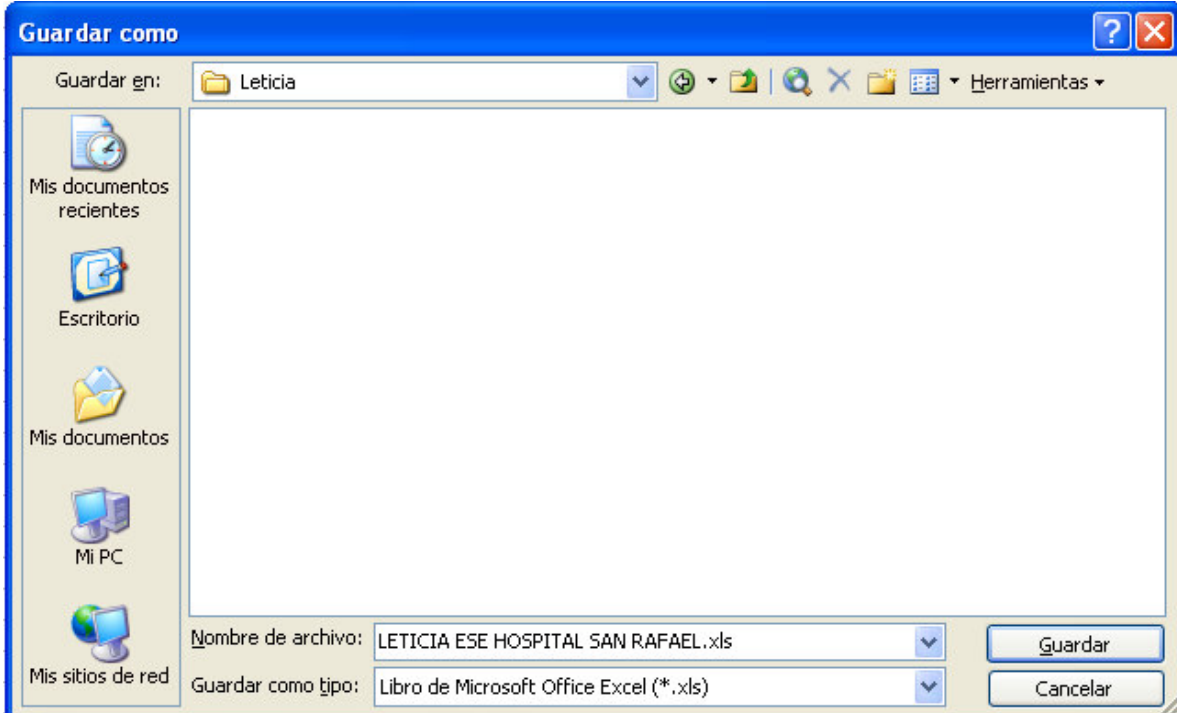 Guardar como
Guardar en:
Leticia
Herramientas
Mis documentos
recientes
Escritorio
Mis documentos
Mi PC
Mis sitios de red
Nombre de archivo:
LETICIA ESE HOSPITAL SAN RAFAEL.xls
Guardar
Guardar como tipo:
Libro de Microsoft Office Excel (*.xls)
Cancelar